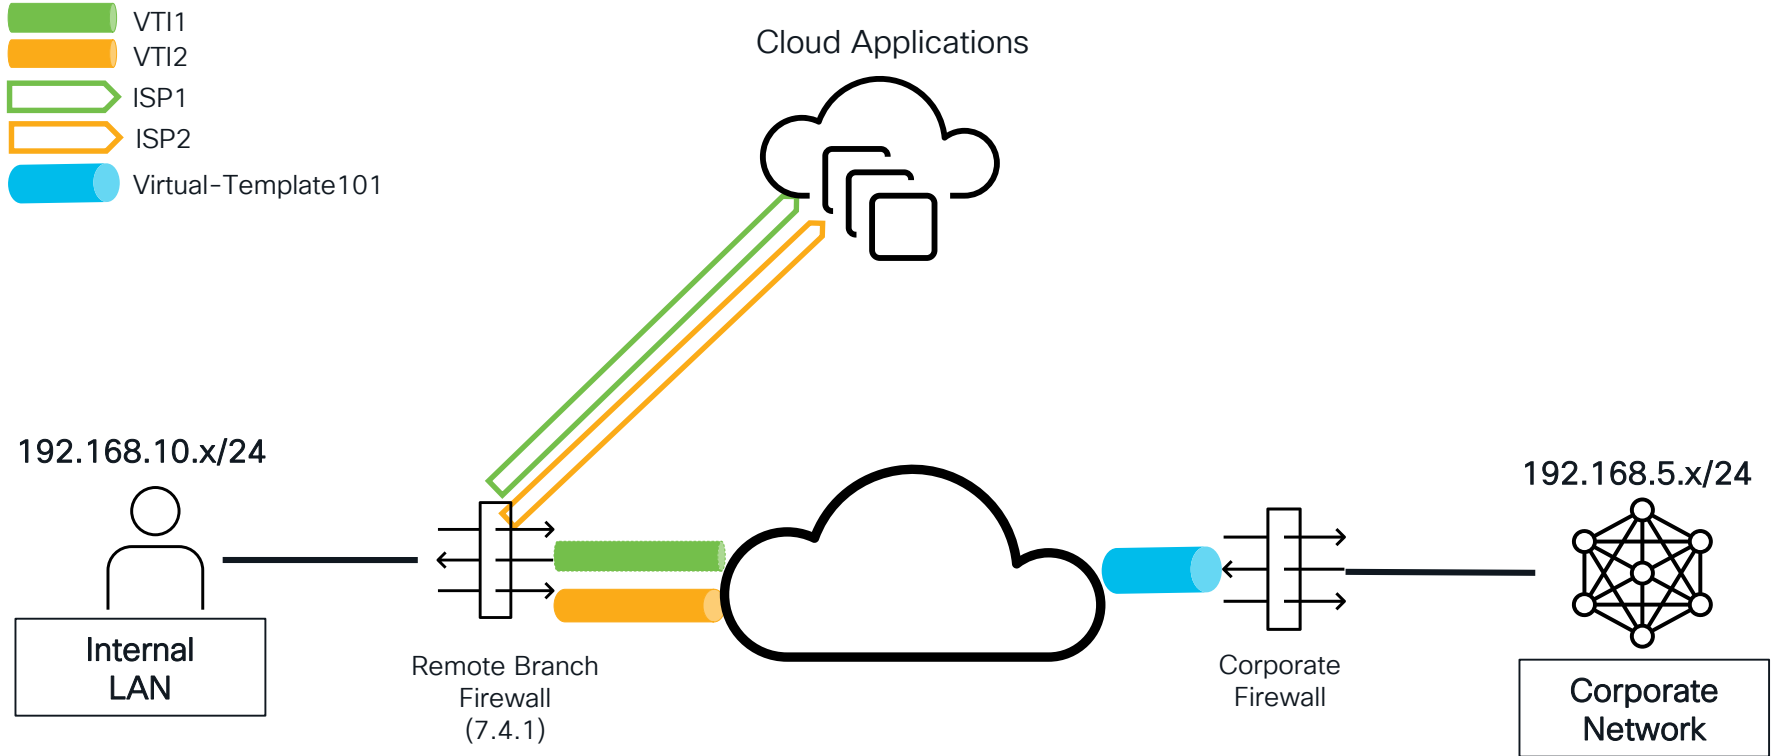 VTI1
VTI2
ISP1
ISP2
Virtual-Template101
Cloud Applications
192.168.10.x/24
Internal
LAN
Remote Branch
Firewall
(7.4.1)
Corporate
Firewall
192.168.5.x/24
Corporate
Network